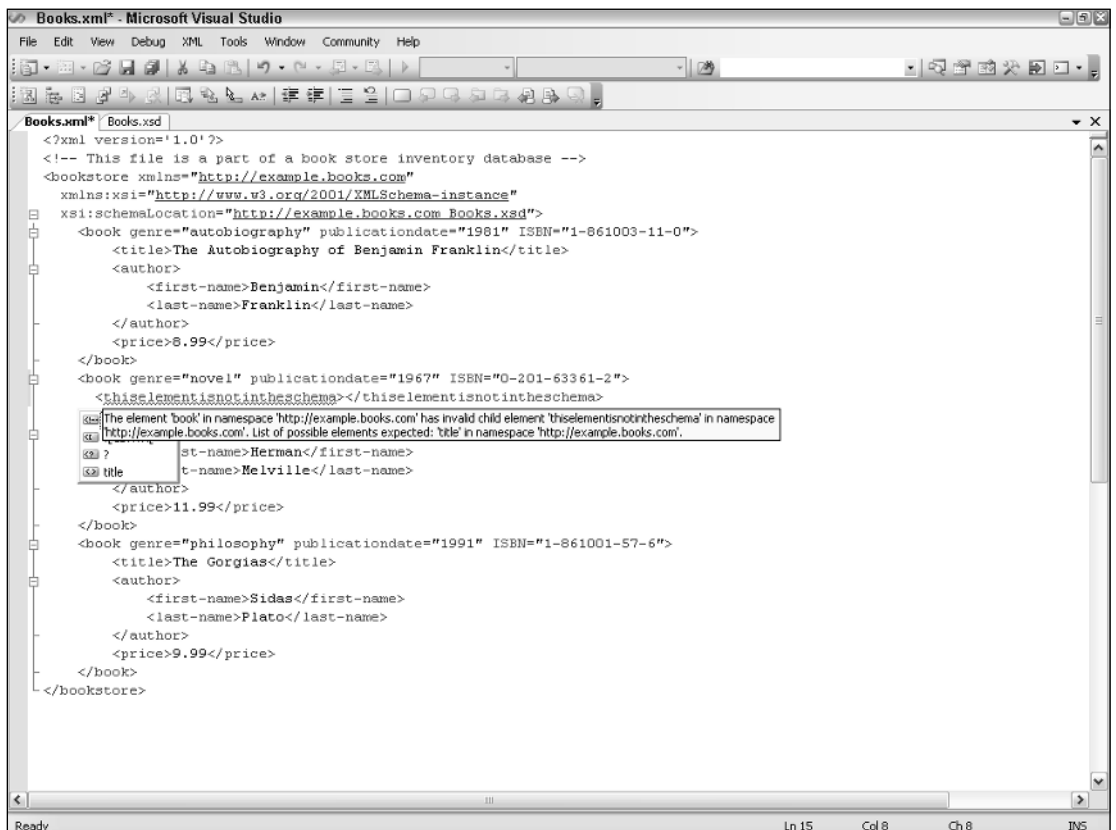 Books.xml* - Microsoft Visual Studio
File Edit View Debug XML Tools Window Community Help
Books.xml* Books.xsd
<?xml version='1.0'?>
<!-- This file is a part of a book store inventory database -->
<bookstore xmlns="http://example.books.com"
xmlns:xsi="http://www.w3.org/2001/XMLSchema-instance"
xsi:schemaLocation="http://example.books.com Books.xsd">
<book genre="autobiography" publicationdate="1981" ISBN="1-861003-11-0">
<title>The Autobiography of Benjamin Franklin</title>
<author>
<first-name>Benjamin</first-name>
<last-name>Franklin</last-name>
</author>
<price>8.99</price>
</book>
<book genre="novel" publicationdate="1967" ISBN="0-201-63361-2">
<thiselementisnotintheschema></thiselementisnotintheschema>
The element 'book' in namespace 'http://example.books.com' has invalid child element 'thiselementisnotintheschema' in namespace
'http://example.books.com'. List of possible elements expected: 'title' in namespace 'http://example.books.com'.
? st-name>Herman</first-name>
title t-name>Melville</last-name>
</author>
<price>11.99</price>
</book>
<book genre="philosophy" publicationdate="1991" ISBN="1-861001-57-6">
<title>The Gorgias</title>
<author>
<first-name>Sidas</first-name>
<last-name>Plato</last-name>
</author>
<price>9.99</price>
</book>
</bookstore>
Ready Ln 15 Col 8 Ch 8 INS